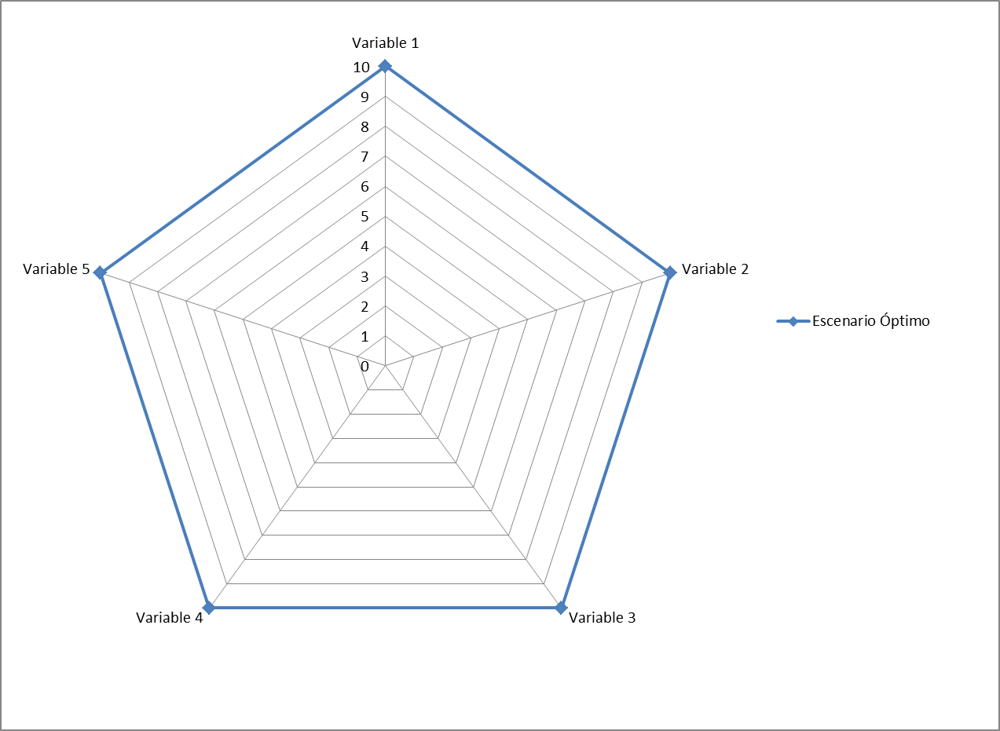 Variable 1
10
9
8
7
6
5
4
3
2
1
0
Variable 5
Variable 2
Escenario Óptimo
Variable 4
Variable 3